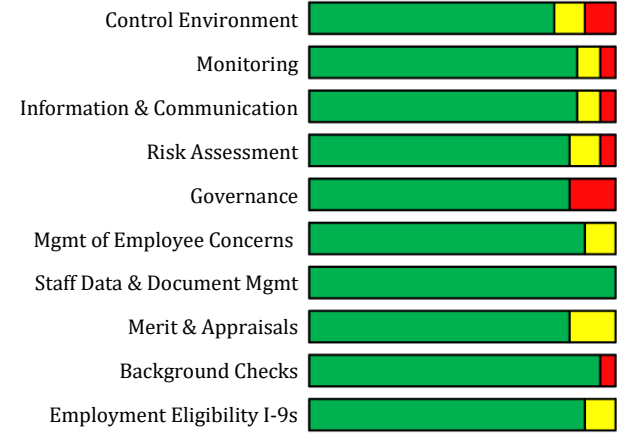 Control Environment
Monitoring
Information & Communication
Risk Assessment
Governance
Mgmt of Employee Concerns
Staff Data & Document Mgmt
Merit & Appraisals
Background Checks
Employment Eligibility I-9s